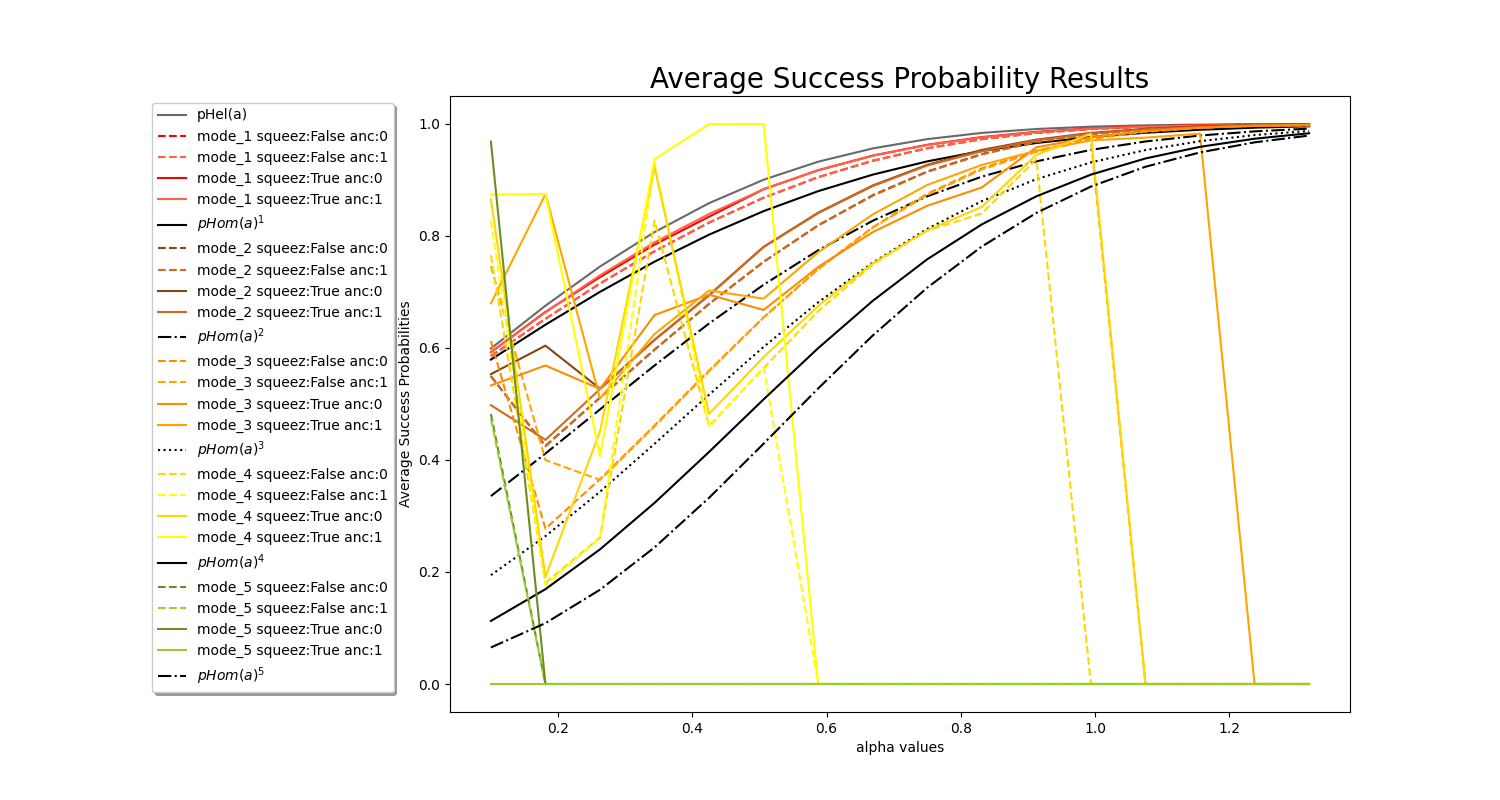 Average Success Probability Results
pHel(a)
mode_1 squeez:False anc:0
mode_1 squeez:False anc:1
mode_1 squeez:True anc:0
mode_1 squeez:True anc:1
pHom(a)¹
mode_2 squeez:False anc:0
mode_2 squeez:False anc:1
mode_2 squeez:True anc:0
mode_2 squeez:True anc:1
pHom(a)²
mode_3 squeez:False anc:0
mode_3 squeez:False anc:1
mode_3 squeez:True anc:0
mode_3 squeez:True anc:1
pHom(a)³
mode_4 squeez:False anc:0
mode_4 squeez:False anc:1
mode_4 squeez:True anc:0
mode_4 squeez:True anc:1
pHom(a)⁴
mode_5 squeez:False anc:0
mode_5 squeez:False anc:1
mode_5 squeez:True anc:0
mode_5 squeez:True anc:1
pHom(a)⁵
Average Success Probabilities
1.0
0.8
0.6
0.4
0.2
0.0
0.2 0.4 0.6 0.8 1.0 1.2
alpha values